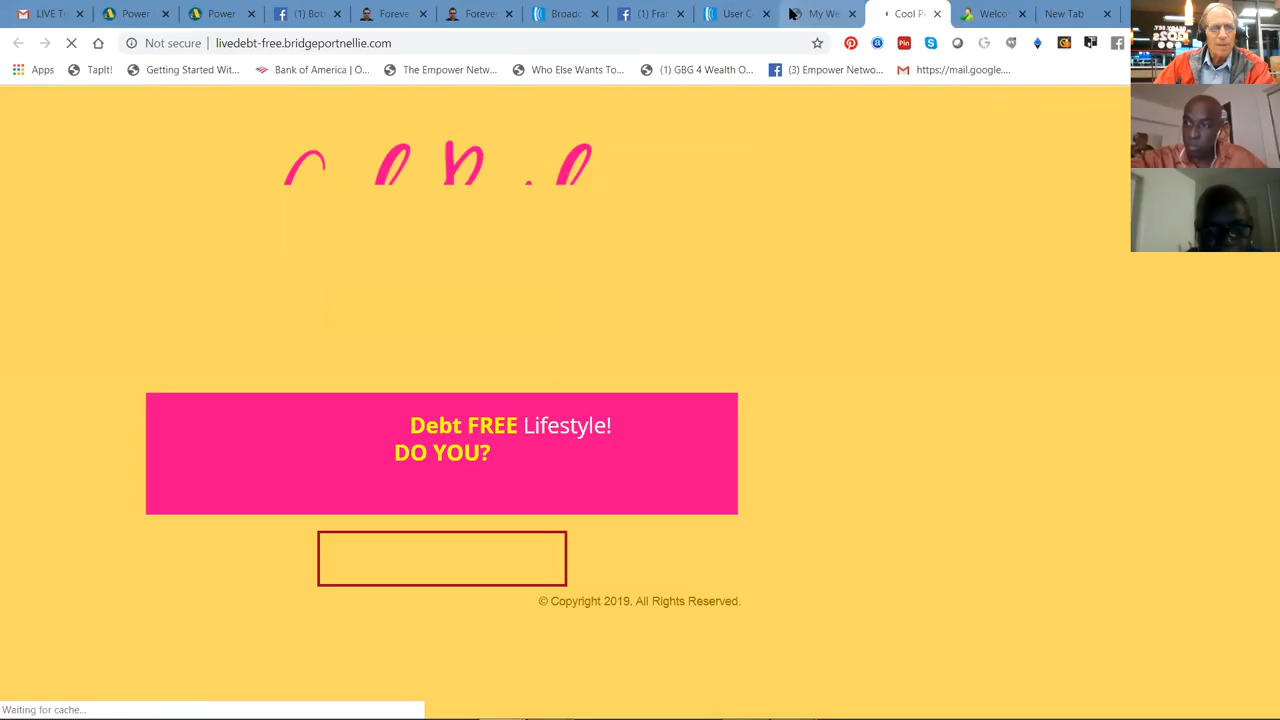 LIVE T
Power
Power
(1) Bob
Foreve
Forever
Broadc
(1) Fran
User C
My We
Cool P
Welco
New Tab
Not secure
livedebt-free.bridgeportnellie.com
Apps
TapIt!
Getting Started Wit...
Bank of America | O...
The Empower Netw...
Who Else Wants To...
(1) GBG 4 Wealth O...
(3) Empower Netwo...
https://mail.google....
Debt FREE Lifestyle!
DO YOU?
© Copyright 2019. All Rights Reserved.
Waiting for cache...